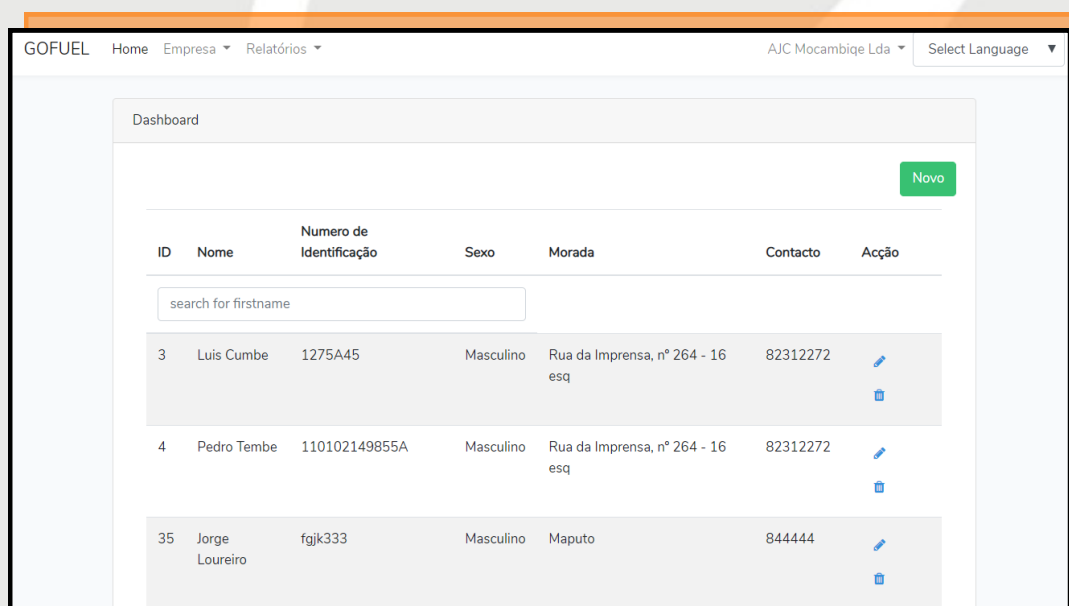 GOFUEL Home Empresa Relatórios AJC Mocambiqe Lda Select Language ▼
Dashboard
Novo
Numero de
ID Nome Identificação Sexo Morada Contacto Acção
search for firstname
3 Luis Cumbe 1275A45 Masculino Rua da Imprensa, nº 264 - 16 82312272
esq
4 Pedro Tembe 110102149855A Masculino Rua da Imprensa, nº 264 - 16 82312272
esq
35 Jorge fgjk333 Masculino Maputo 844444
Loureiro